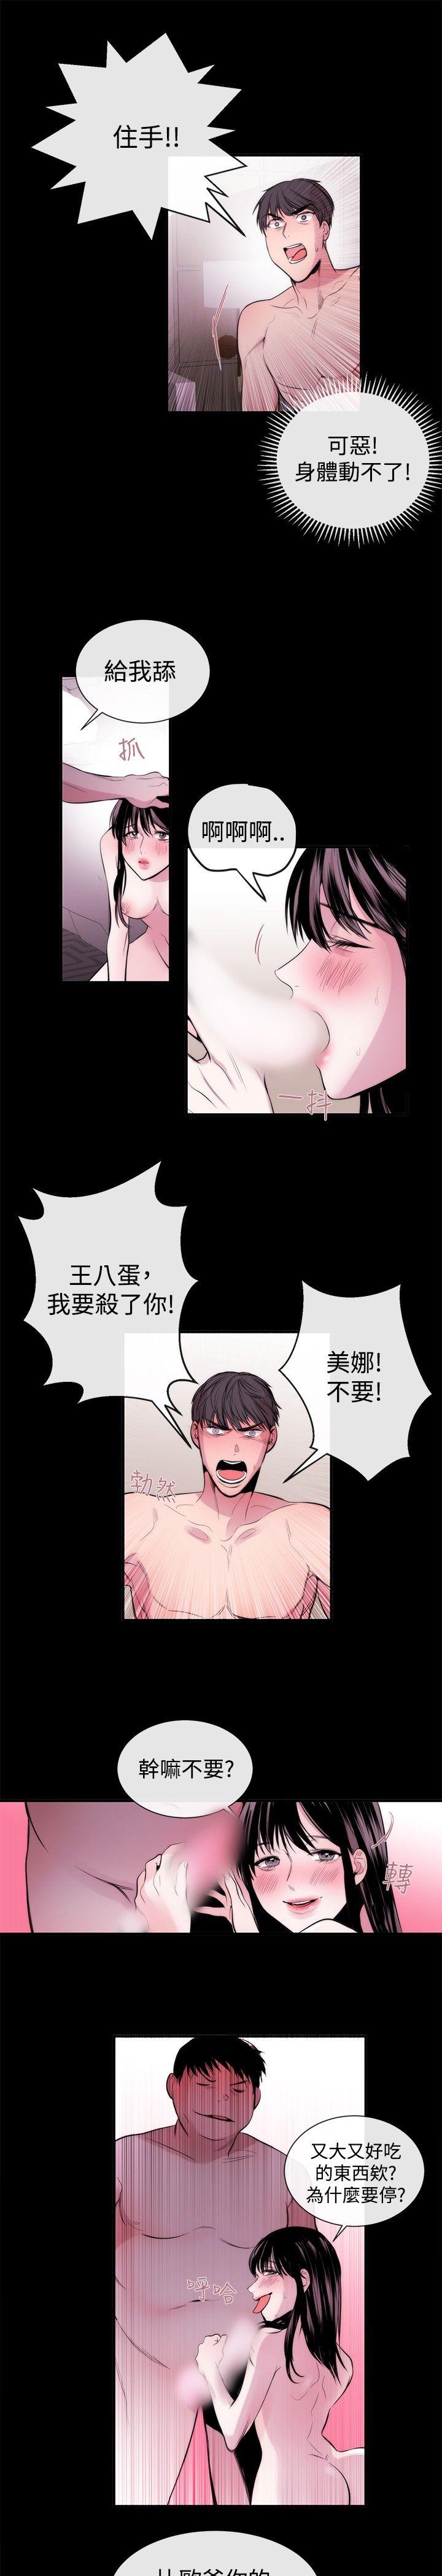 住手!!
可惡!
身體動不了!
給我舔
抓
啊啊啊..
一抖
王八蛋,
我要殺了你!
美娜!
不要!
勃然
幹嘛不要?
轉
又大又好吃
的東西欸?
為什麼要停?
呼哈